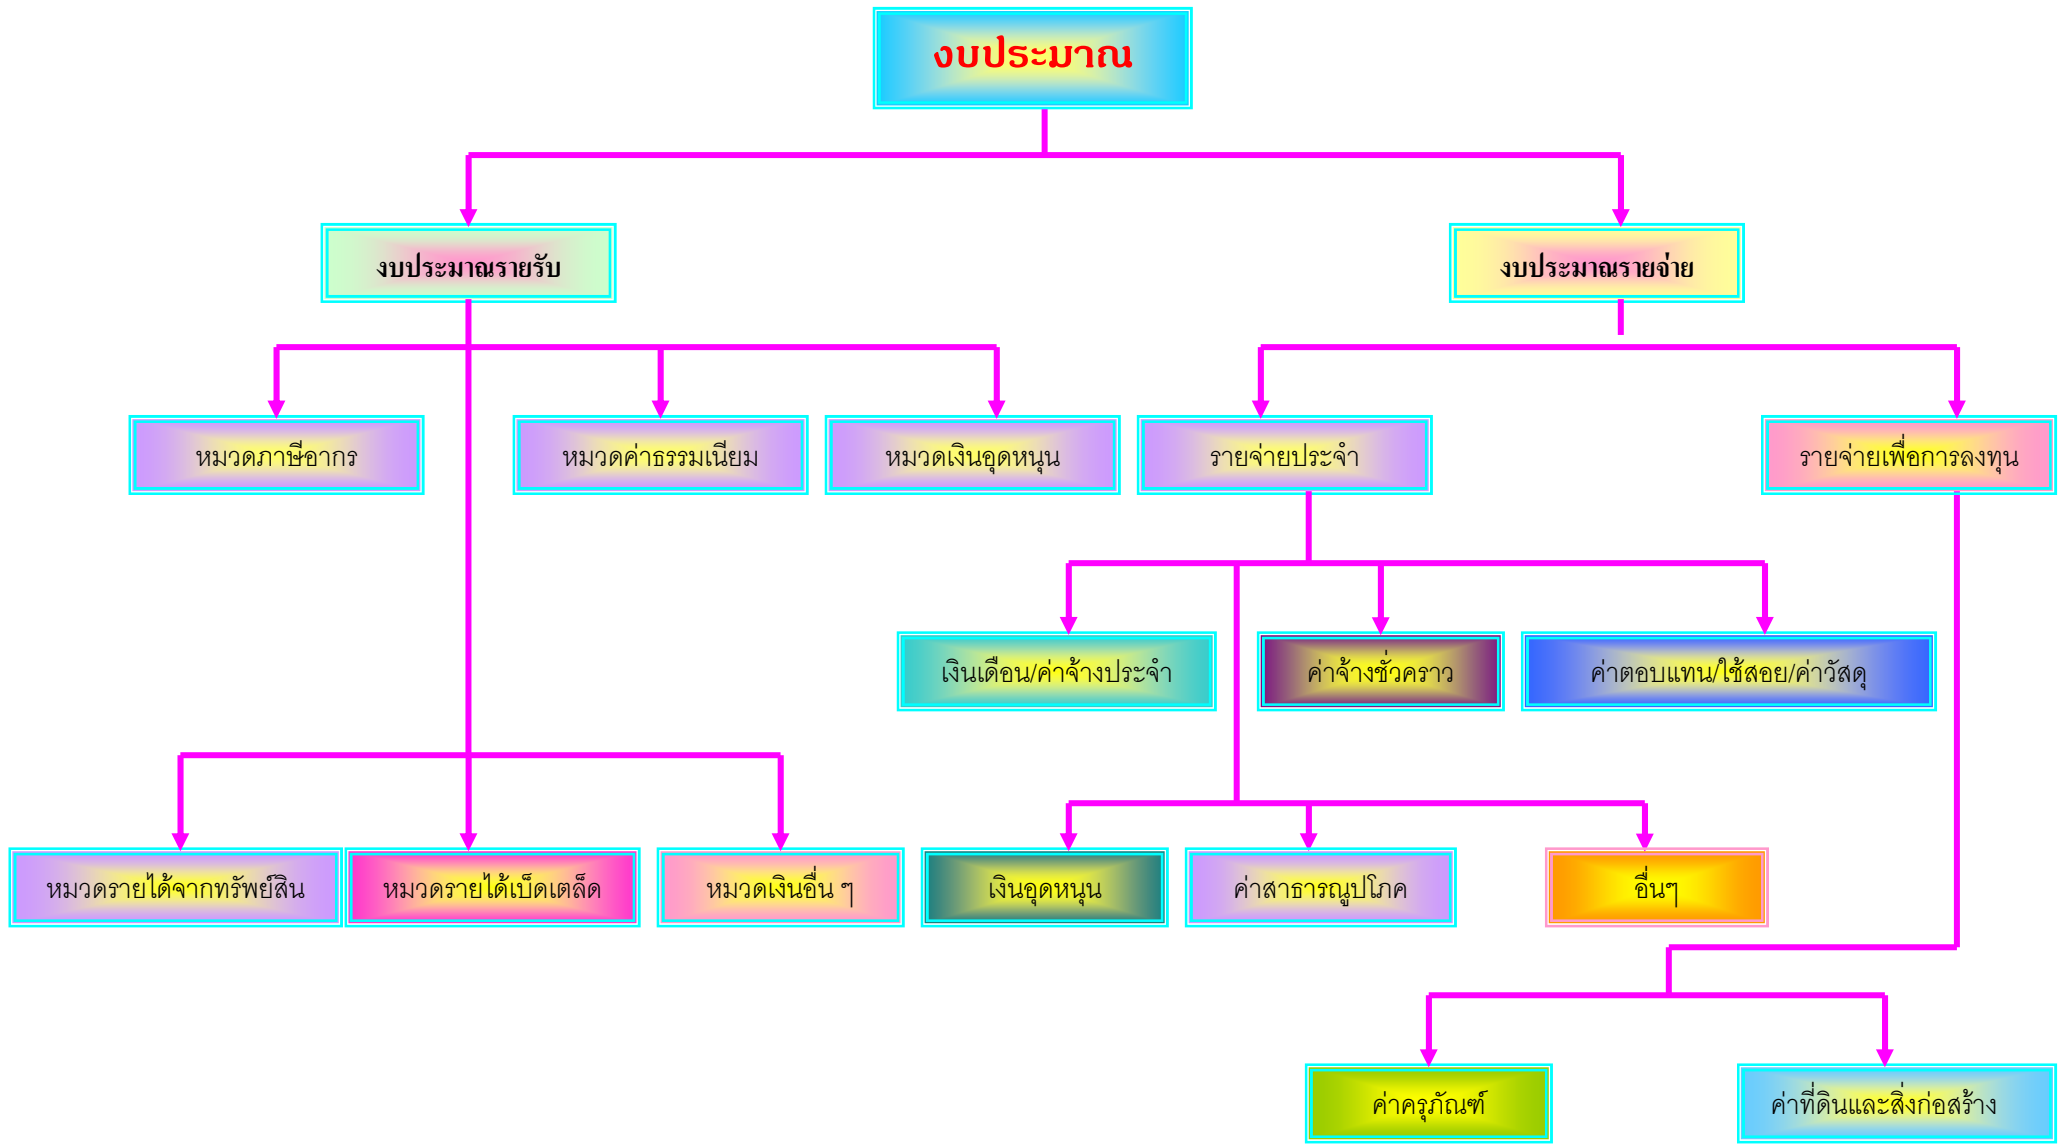 งบประมาณ
งบประมาณรายรับ
งบประมาณรายจ่าย
หมวดภาษีอากร
หมวดค่าธรรมเนียม
หมวดเงินอุดหนุน
รายจ่ายประจำ
รายจ่ายเพื่อการลงทุน
เงินเดือน/ค่าจ้างประจำ
ค่าจ้างชั่วคราว
ค่าตอบแทน/ใช้สอย/ค่าวัสดุ
หมวดรายได้จากทรัพย์สิน
หมวดรายได้เบ็ดเตล็ด
หมวดเงินอื่น ๆ
เงินอุดหนุน
ค่าสาธารณูปโภค
อื่นๆ
ค่าครุภัณฑ์
ค่าที่ดินและสิ่งก่อสร้าง